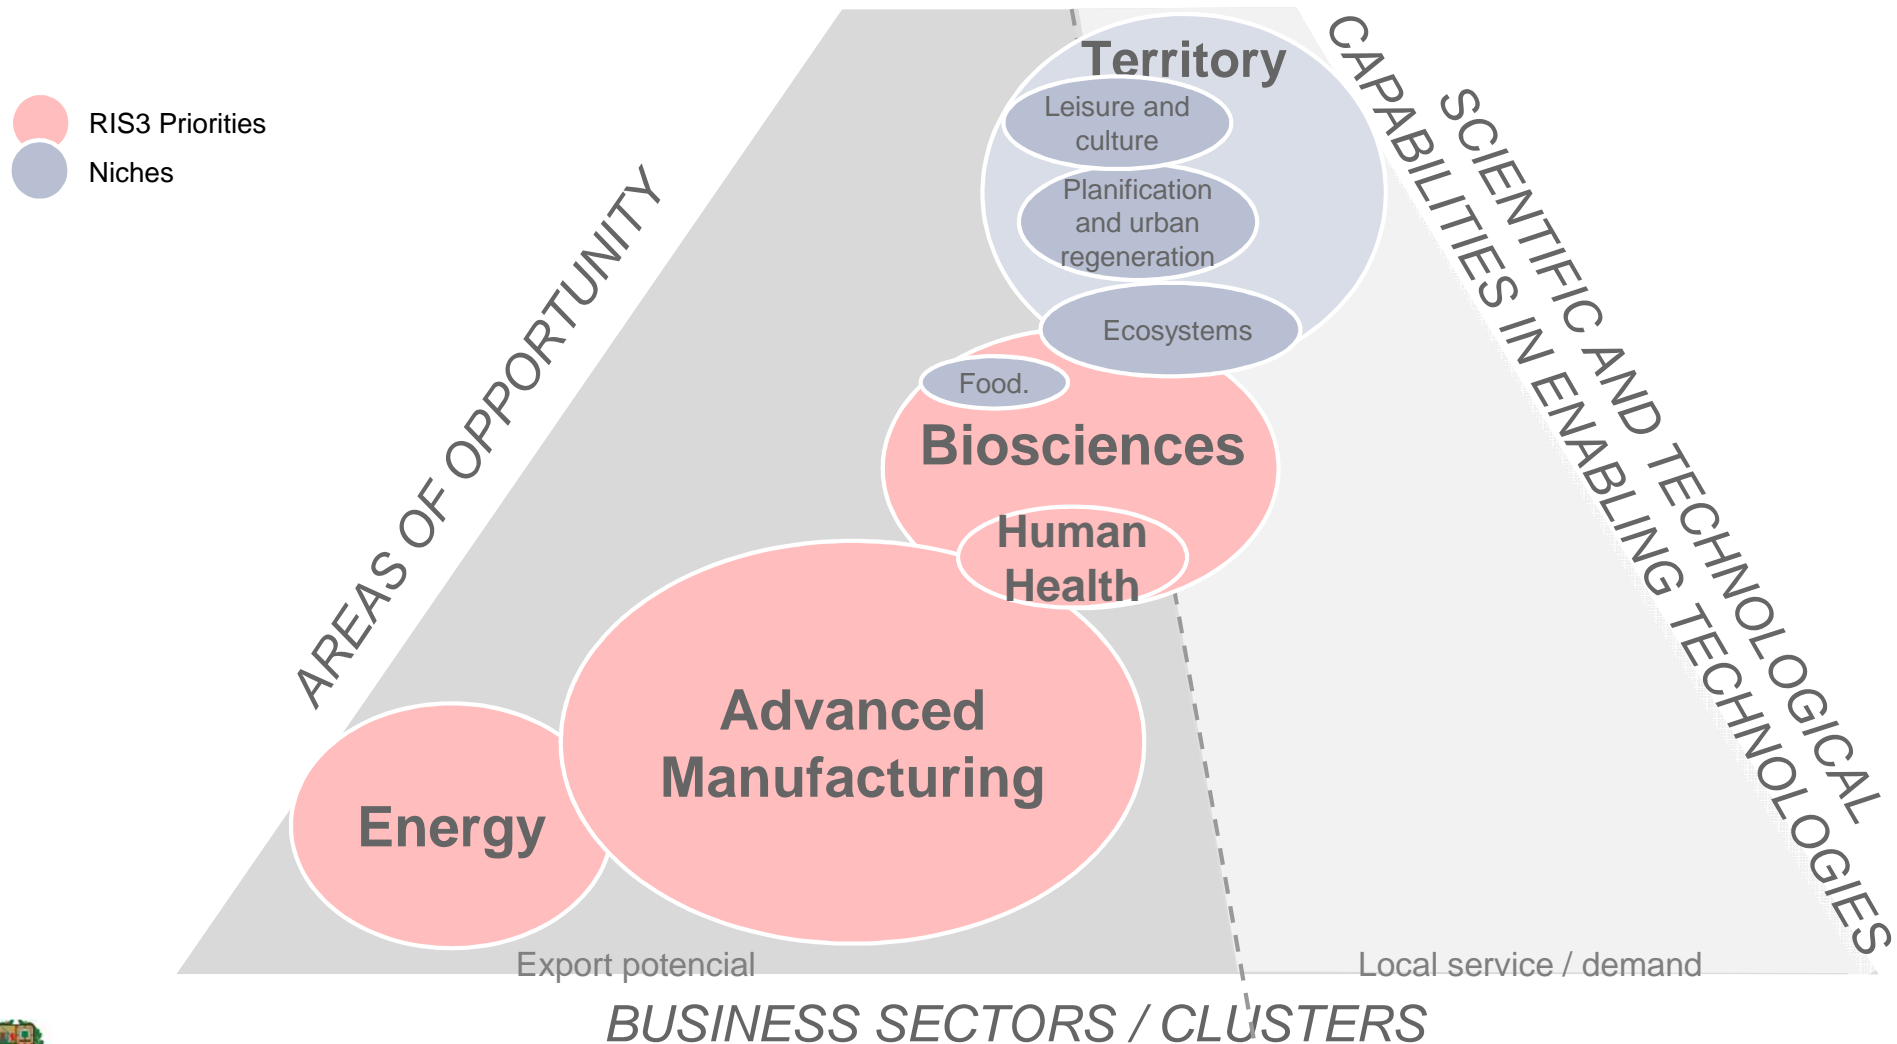 RIS3 Priorities
Niches
AREAS OF OPPORTUNITY
SCIENTIFIC AND TECHNOLOGICAL
CAPABILITIES IN ENABLING TECHNOLOGIES
Territory
Leisure and
culture
Planification
and urban
regeneration
Ecosystems
Food.
Biosciences
Human
Health
Advanced
Manufacturing
Energy
Export potencial
Local service / demand
BUSINESS SECTORS / CLUSTERS